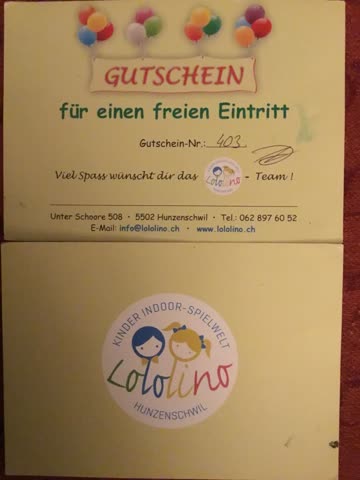 GUTSCHEIN
für einen freien Eintritt
Gutschein-Nr.: 403
Viel Spass wünscht dir das Lololino - Team !
Unter Schoore 508 • 5502 Hunzenschwil • Tel.: 062 897 60 52
E-Mail: info@lololino.ch • www.lololino.ch
KINDER INDOOR-SPIELWELT
Lololino
HUNZENSCHWIL